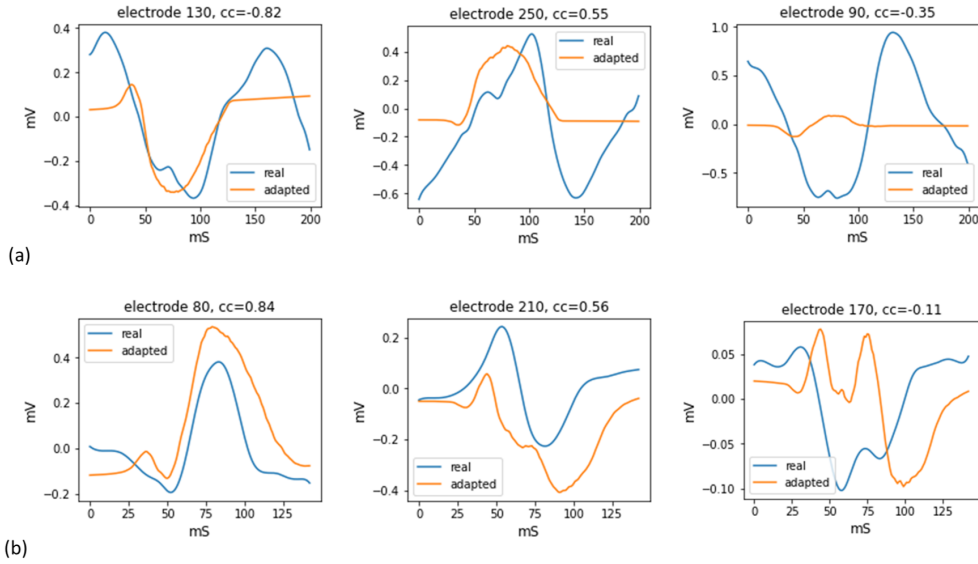 electrode 130, cc=-0.82
0.4
0.2
0.0
−0.2
−0.4
mV
0
50
100
150
200
mS
real
adapted
electrode 250, cc=0.55
0.4
0.2
0.0
−0.2
−0.4
−0.6
mV
0
50
100
150
200
mS
real
adapted
electrode 90, cc=-0.35
1.0
0.5
0.0
−0.5
mV
0
50
100
150
200
mS
real
adapted
(a)
electrode 80, cc=0.84
0.4
0.2
0.0
−0.2
mV
0
25
50
75
100
125
mS
real
adapted
electrode 210, cc=0.56
0.2
0.0
−0.2
−0.4
mV
0
25
50
75
100
125
mS
real
adapted
electrode 170, cc=-0.11
0.05
0.00
−0.05
−0.10
mV
0
25
50
75
100
125
mS
real
adapted
(b)